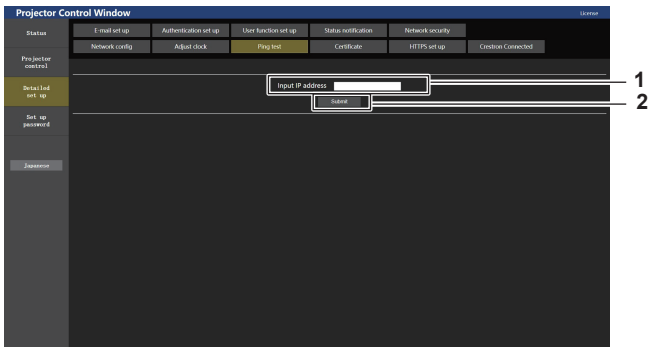 Projector Control Window License
Status
E-mail set up Authentication set up User function set up Status notification Network security
Network config Adjust clock Ping test Certificate HTTPS set up Crestron Connected
Projector
control
Detailed
set up
Set up
password
Japanese
Input IP address
Submit
1
2